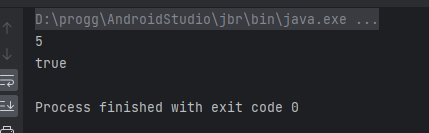 D:\progg\AndroidStudio\jbr\bin\java.exe ...
5
true
Process finished with exit code 0